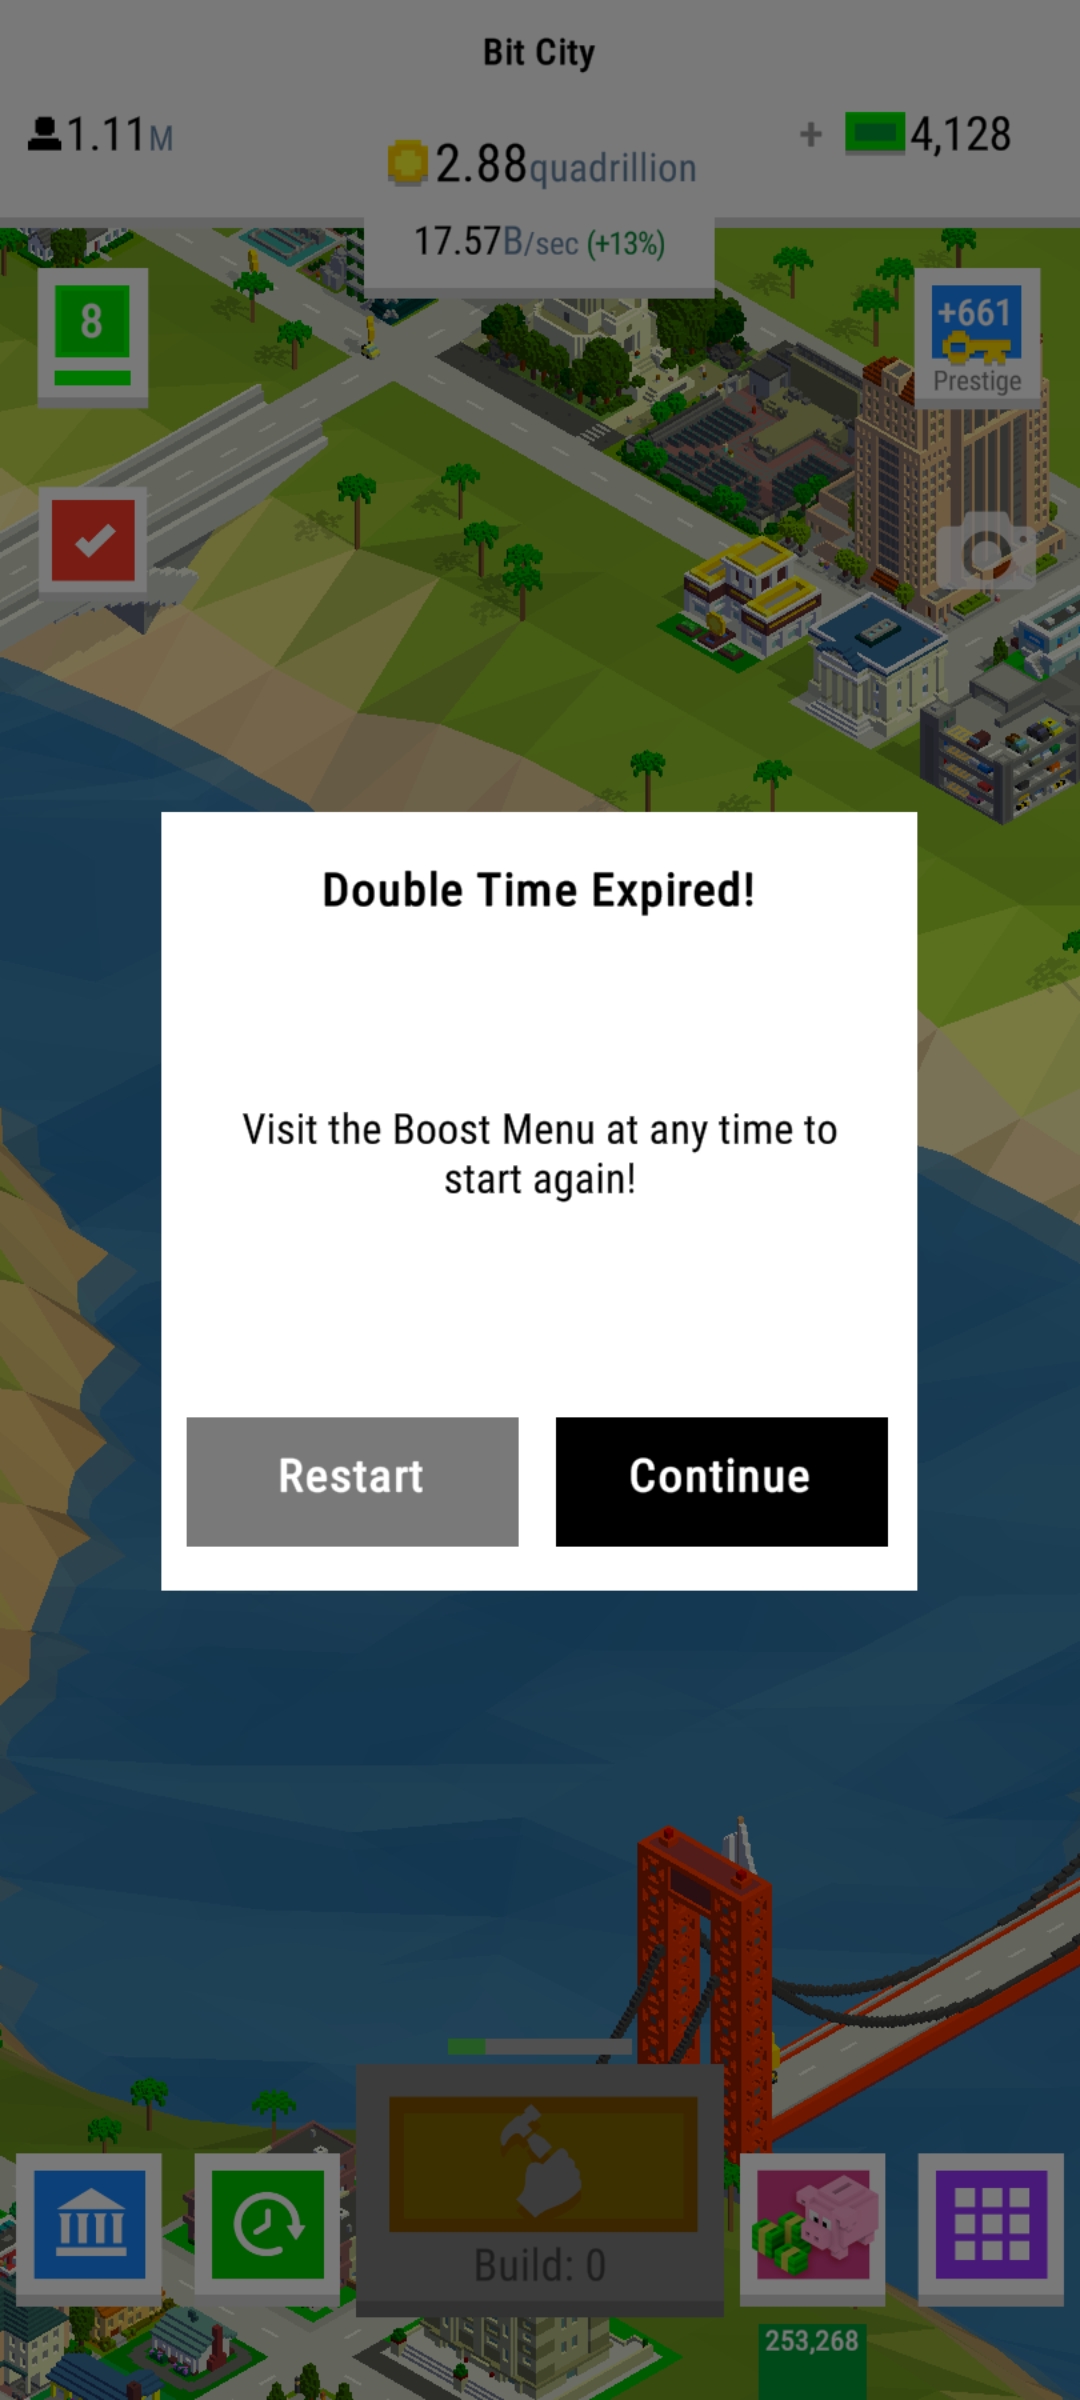 Bit City
1.11M
2.88quadrillion
+ 4,128
17.57B/sec (+13%)
8
+661
Prestige
Double Time Expired!
Visit the Boost Menu at any time to
start again!
Restart
Continue
Build: 0
253,268